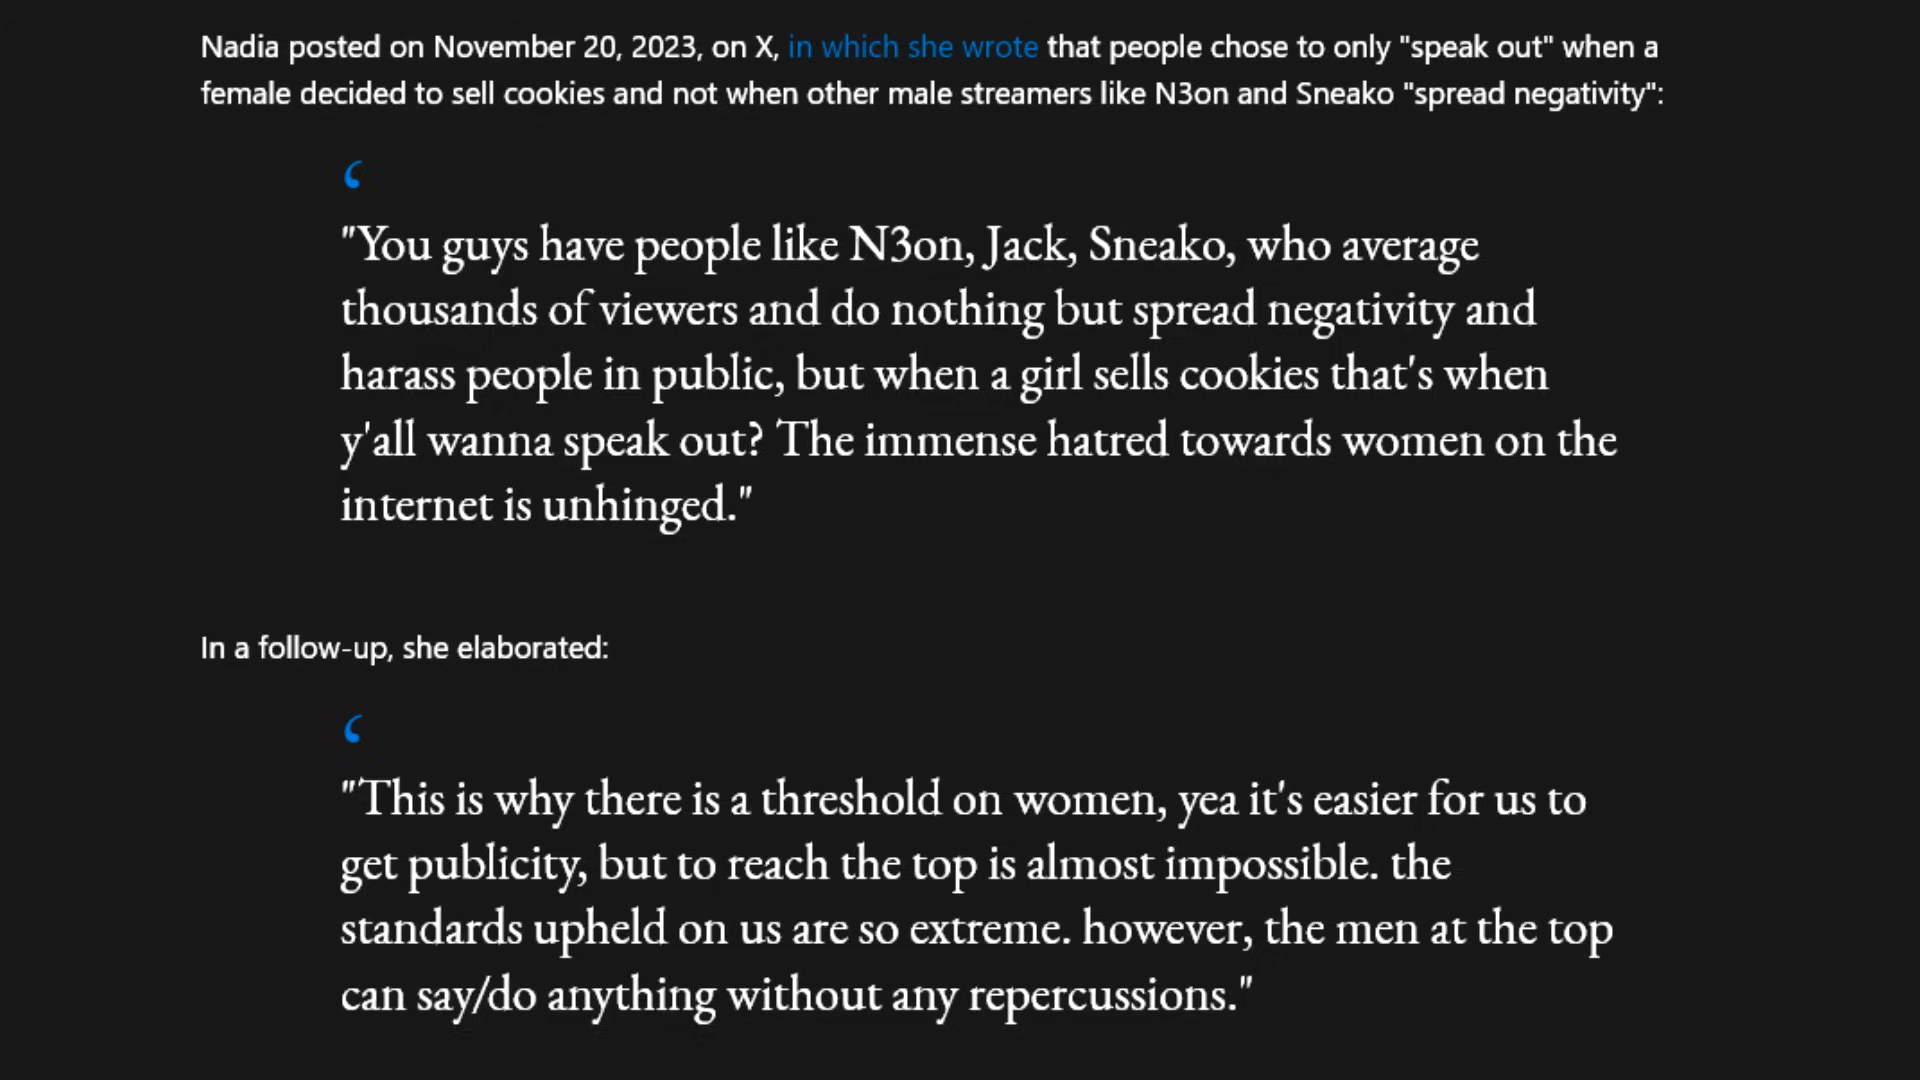 Nadia posted on November 20, 2023, on X, in which she wrote that people chose to only "speak out" when a
female decided to sell cookies and not when other male streamers like N3on and Sneako "spread negativity":
‘
"You guys have people like N3on, Jack, Sneako, who average
thousands of viewers and do nothing but spread negativity and
harass people in public, but when a girl sells cookies that's when
y'all wanna speak out? The immense hatred towards women on the
internet is unhinged."
In a follow-up, she elaborated:
‘
"This is why there is a threshold on women, yea it's easier for us to
get publicity, but to reach the top is almost impossible. the
standards upheld on us are so extreme. however, the men at the top
can say/do anything without any repercussions."